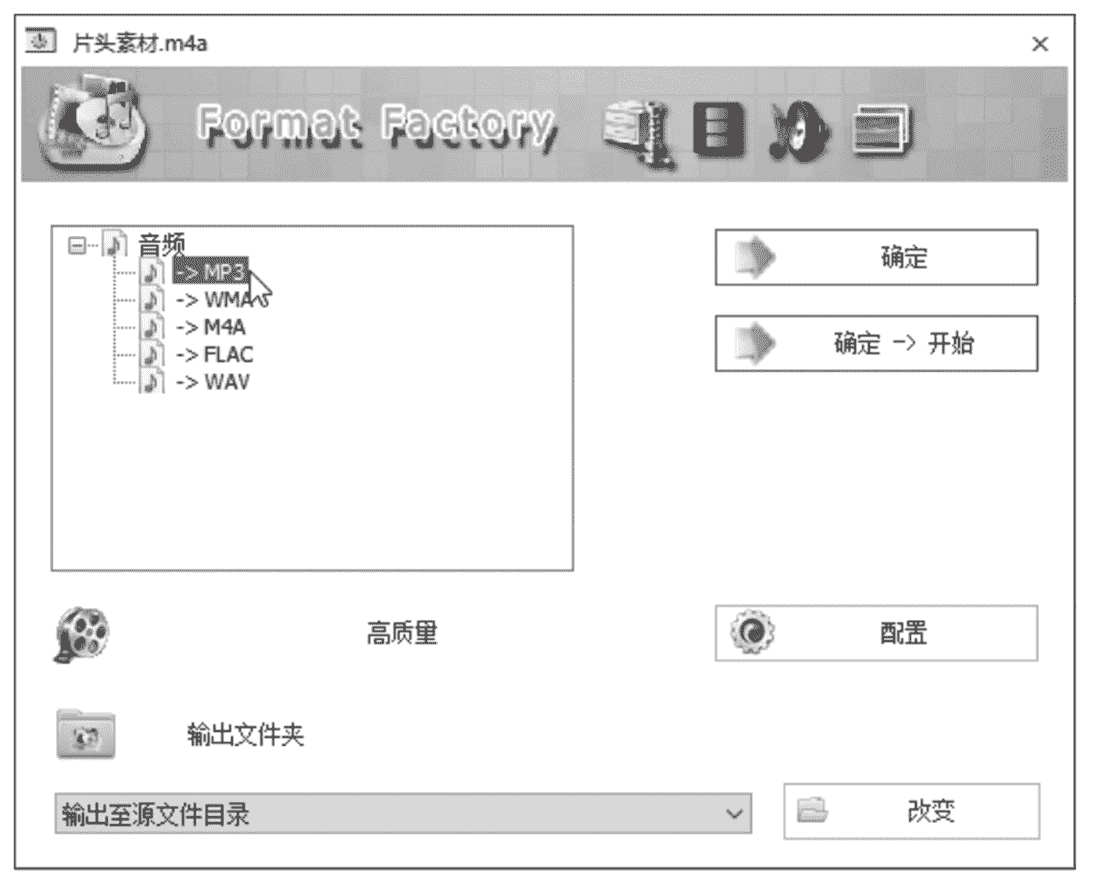 片头素材.m4a
Format Factory
音频
-> MP3
-> WMA
-> M4A
-> FLAC
-> WAV
确定
确定 -> 开始
高质量
配置
输出文件夹
输出至源文件目录
改变